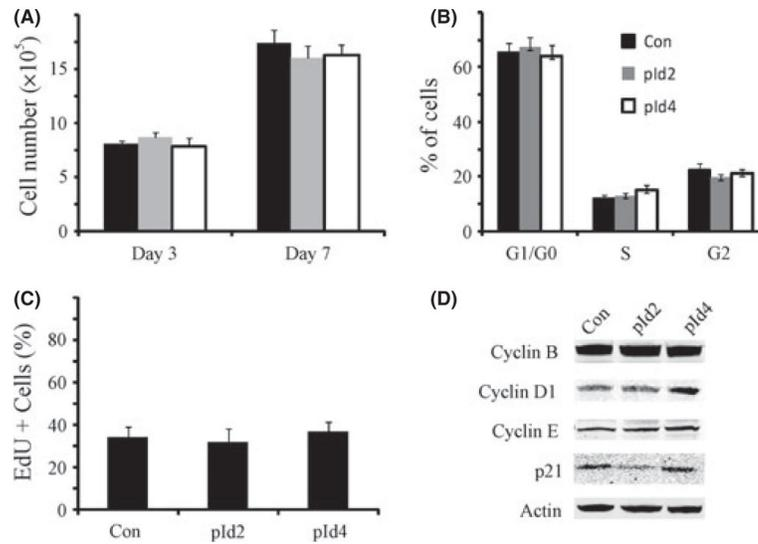 (A)
Cell number (×10⁵)
15
10
5
0
Day 3
Day 7
(B)
% of cells
60
40
20
0
G1/G0
S
G2
Con
pId2
pId4
(C)
EdU + Cells (%)
80
60
40
20
0
Con
pId2
pId4
(D)
Con
pId2
pId4
Cyclin B
Cyclin D1
Cyclin E
p21
Actin